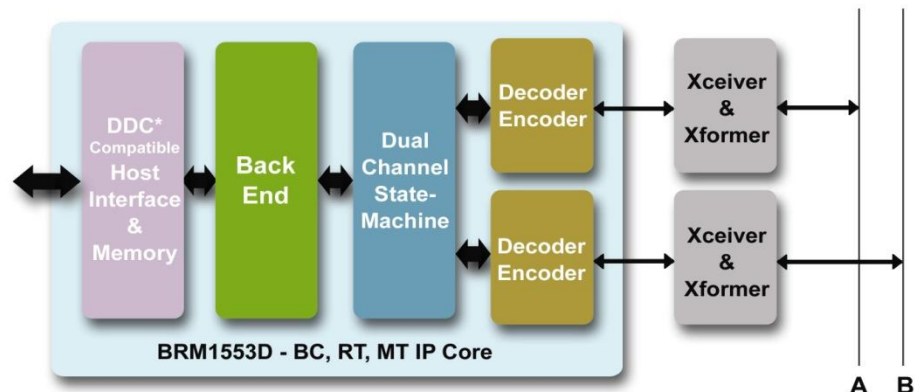 DDC*
Compatible
Host
Interface
&
Memory
Back
End
Dual
Channel
State-
Machine
Decoder
Encoder
Decoder
Encoder
Xceiver
&
Xformer
Xceiver
&
Xformer
BRM1553D - BC, RT, MT IP Core
A B